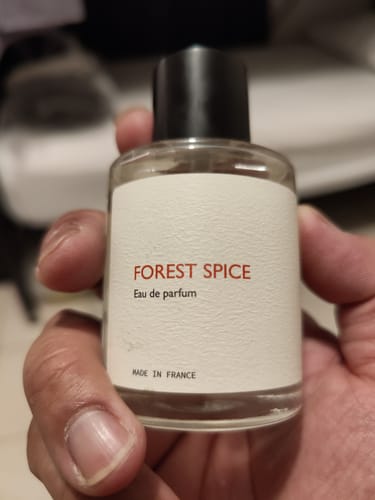 FOREST SPICE
Eau de parfum
MADE IN FRANCE